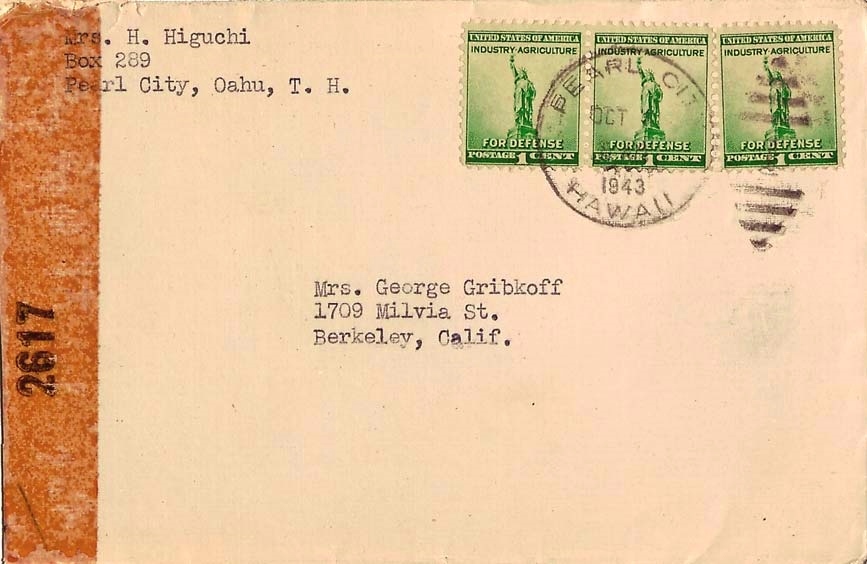 Mrs. H. Higuchi
Box 289
Pearl City, Oahu, T. H.
UNITED STATES OF AMERICA
INDUSTRY·AGRICULTURE
FOR DEFENSE
POSTAGE 1 CENT
UNITED STATES OF AMERICA
INDUSTRY AGRICULTURE
FOR DEFENSE
POSTAGE 1 CENT
UNITED STATES OF AMERICA
INDUSTRY·AGRICULTURE
FOR DEFENSE
POSTAGE 1 CENT
PEARL CITY
OCT
1943
HAWAII
Mrs. George Gribkoff
1709 Milvia St.
Berkeley, Calif.
2617